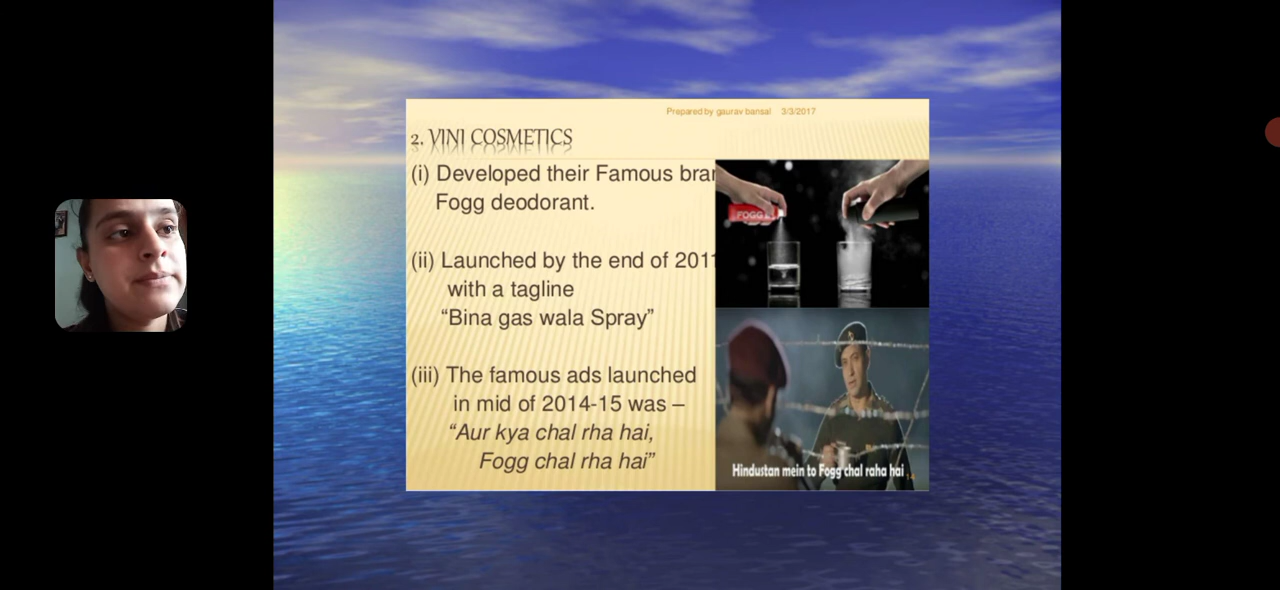 Prepared by gaurav bansal 3/3/2017
2. VINI COSMETICS
(i) Developed their Famous
Fogg deodorant.
(ii) Launched by the end of 2011
with a tagline
“Bina gas wala Spray”
(iii) The famous ads launched
in mid of 2014-15 was –
“Aur kya chal rha hai,
Fogg chal rha hai”
FOGG
Hindustan mein to Fogg chal raha hai